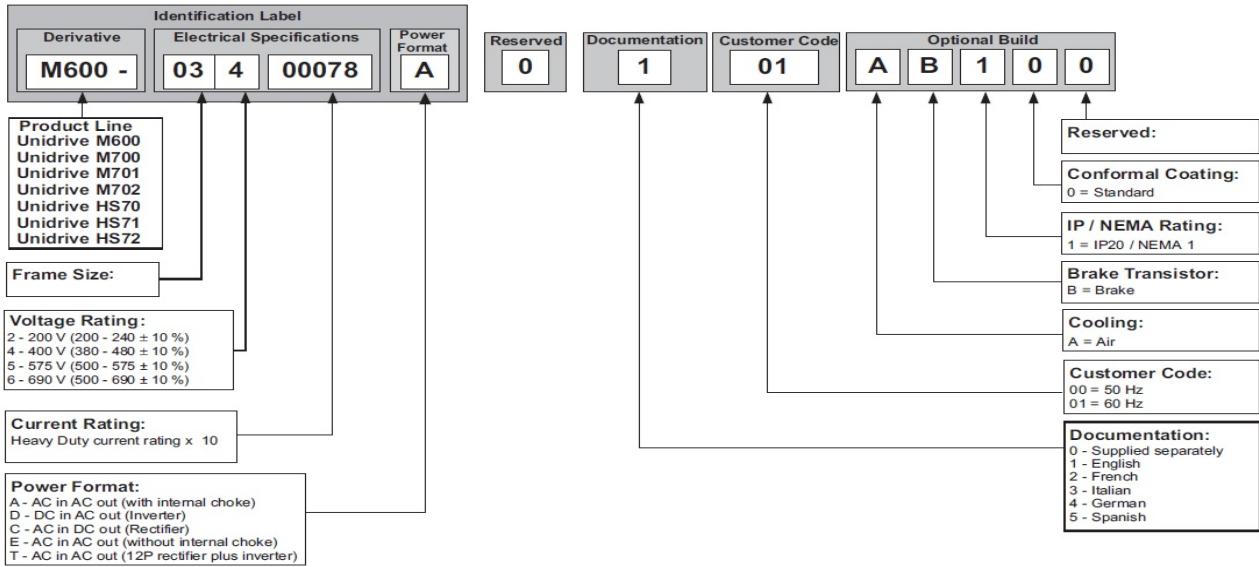 Identification Label
Derivative
Electrical Specifications
Power
Format
Reserved
Documentation
Customer Code
Optional Build
M600 -
03
4
00078
A
0
1
01
A
B
1
0
0
Product Line
Unidrive M600
Unidrive M700
Unidrive M701
Unidrive M702
Unidrive HS70
Unidrive HS71
Unidrive HS72
Frame Size:
Voltage Rating:
2 - 200 V (200 - 240 ± 10 %)
4 - 400 V (380 - 480 ± 10 %)
5 - 575 V (500 - 575 ± 10 %)
6 - 690 V (500 - 690 ± 10 %)
Current Rating:
Heavy Duty current rating x 10
Power Format:
A - AC in AC out (with internal choke)
D - DC in AC out (Inverter)
C - AC in DC out (Rectifier)
E - AC in AC out (without internal choke)
T - AC in AC out (12P rectifier plus inverter)
Reserved:
Conformal Coating:
0 = Standard
IP / NEMA Rating:
1 = IP20 / NEMA 1
Brake Transistor:
B = Brake
Cooling:
A = Air
Customer Code:
00 = 50 Hz
01 = 60 Hz
Documentation:
0 - Supplied separately
1 - English
2 - French
3 - Italian
4 - German
5 - Spanish